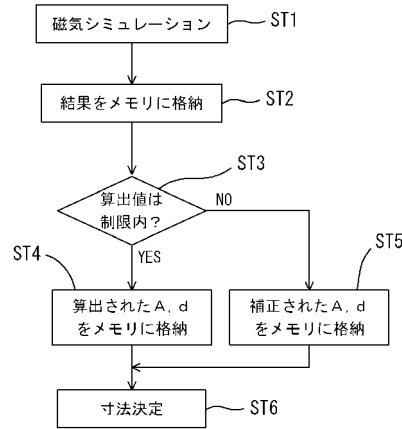 磁気シミュレーション
ST1
結果をメモリに格納
ST2
ST3
算出値は
制限内?
NO
YES
ST4
ST5
算出されたA, d
をメモリに格納
補正されたA, d
をメモリに格納
寸法決定
ST6